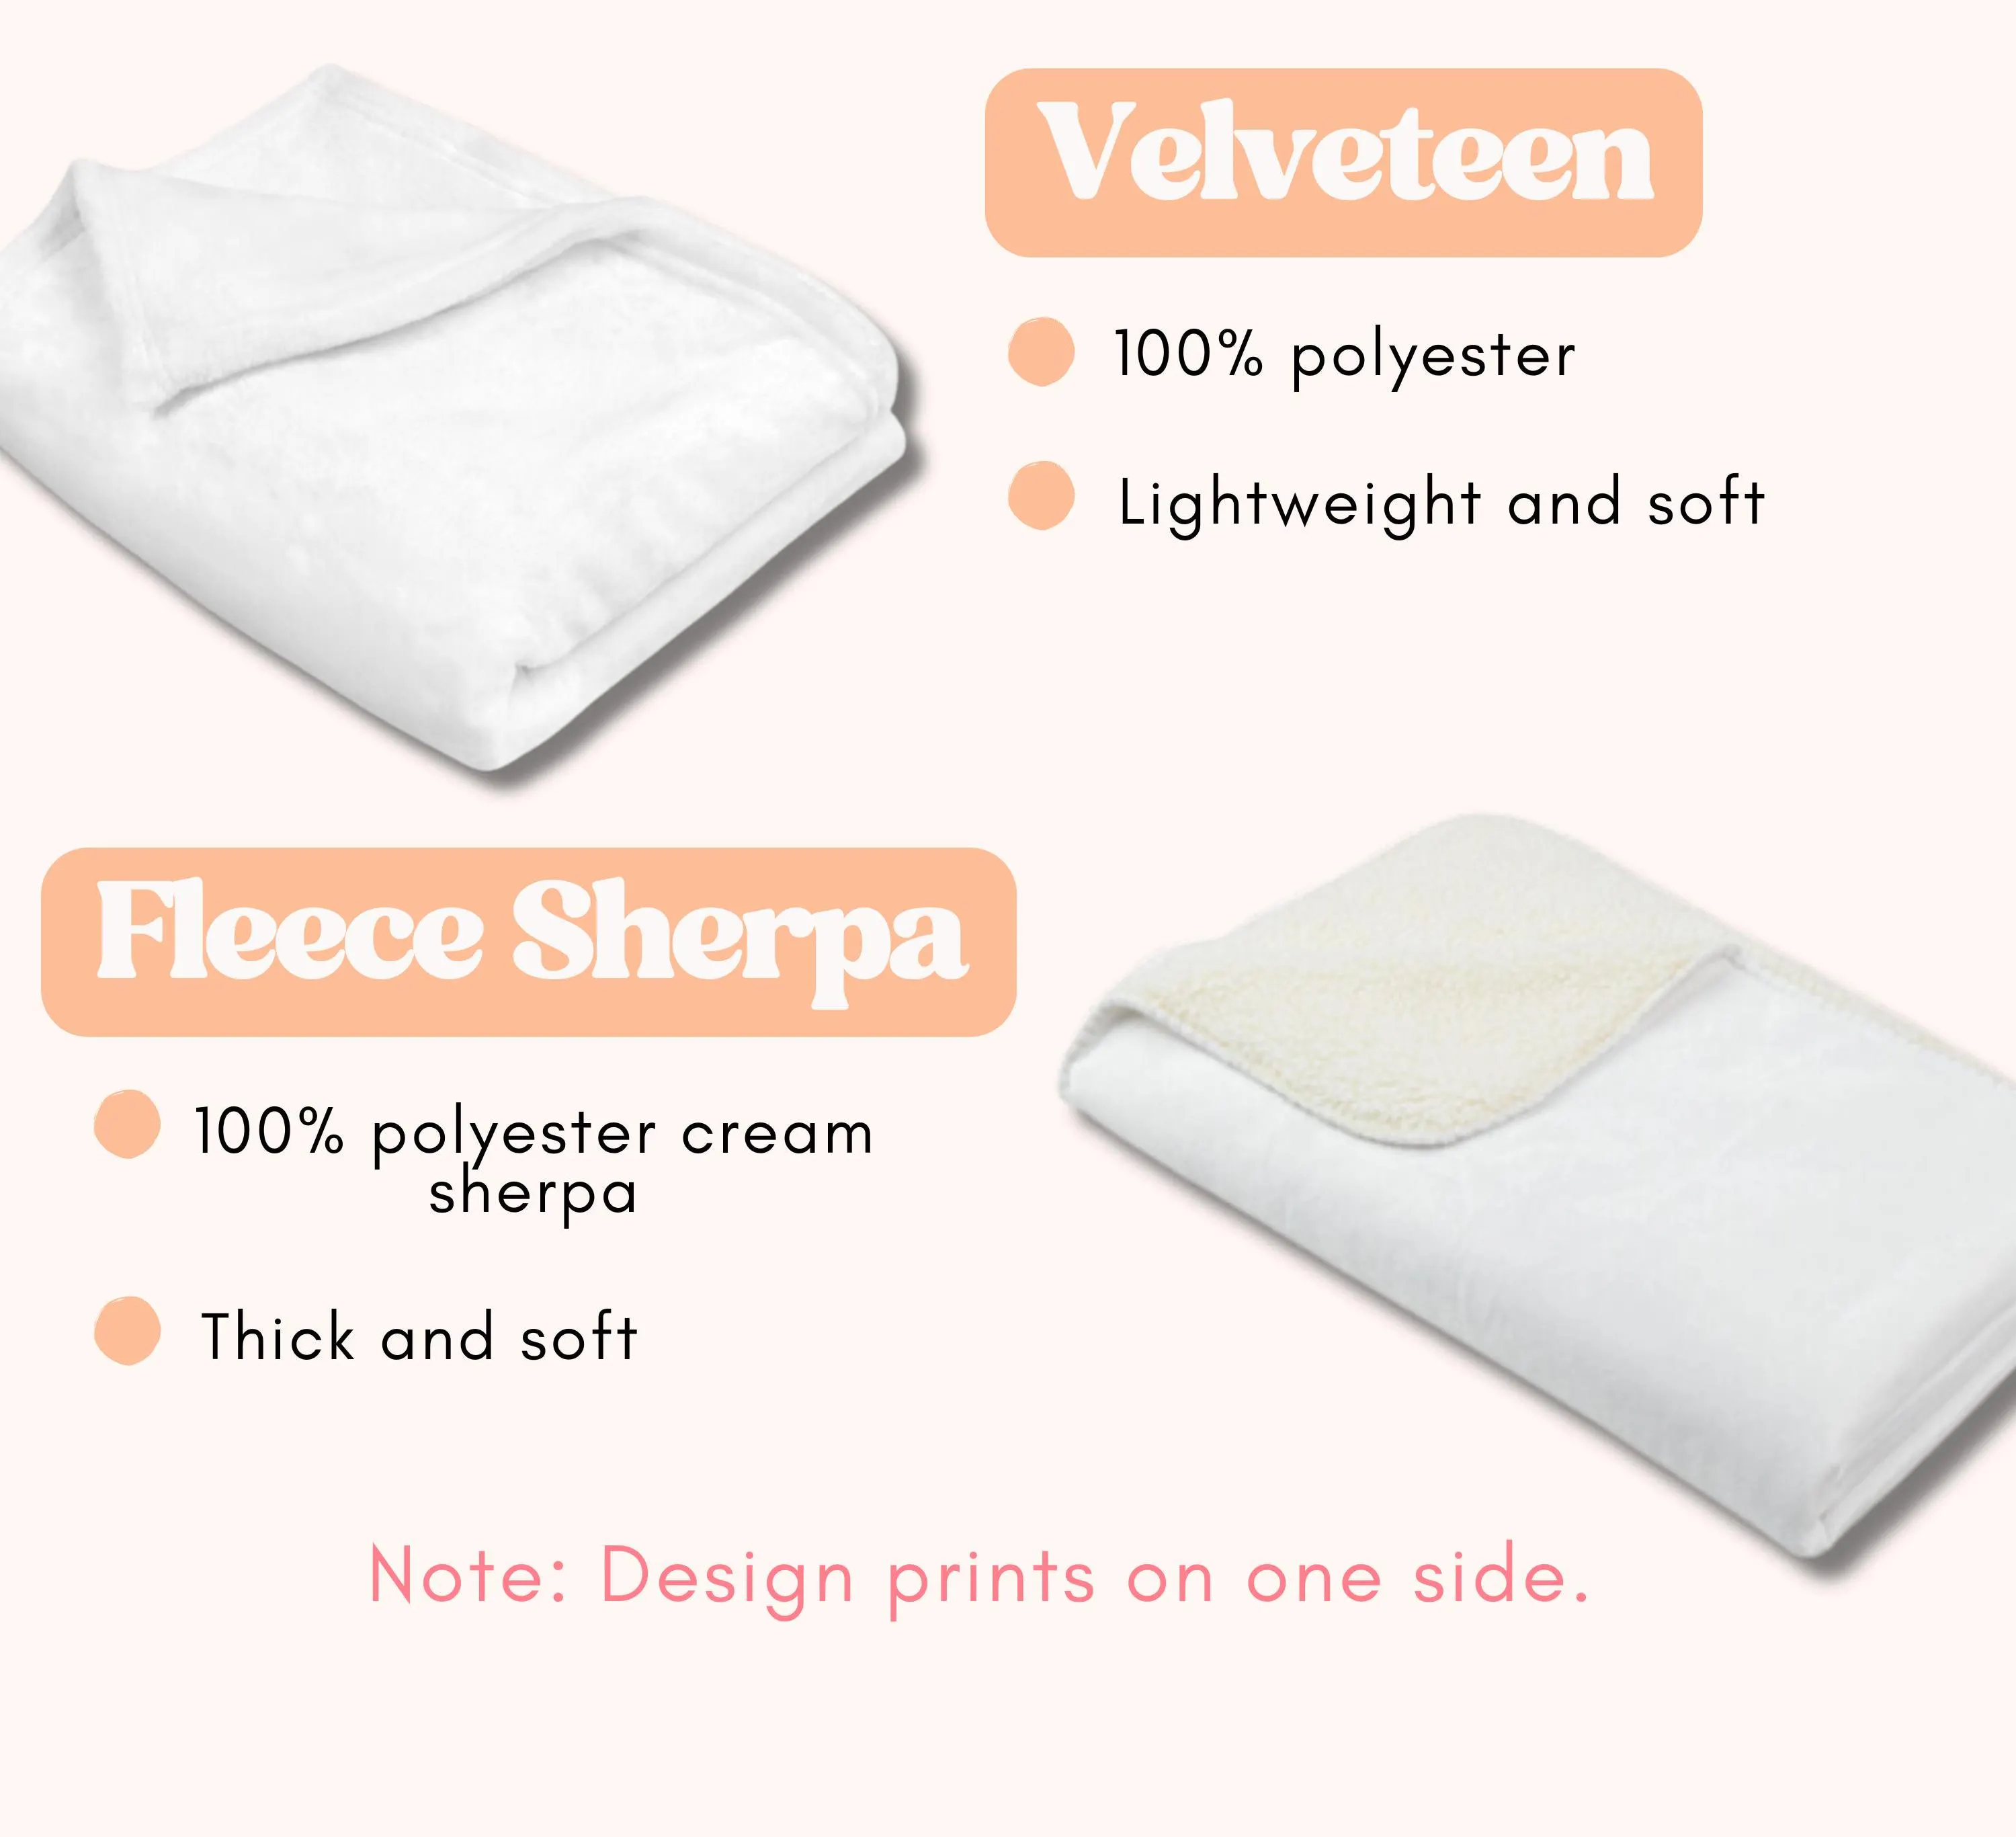 Velveteen
100% polyester
Lightweight and soft
Fleece Sherpa
100% polyester cream
sherpa
Thick and soft
Note: Design prints on one side.